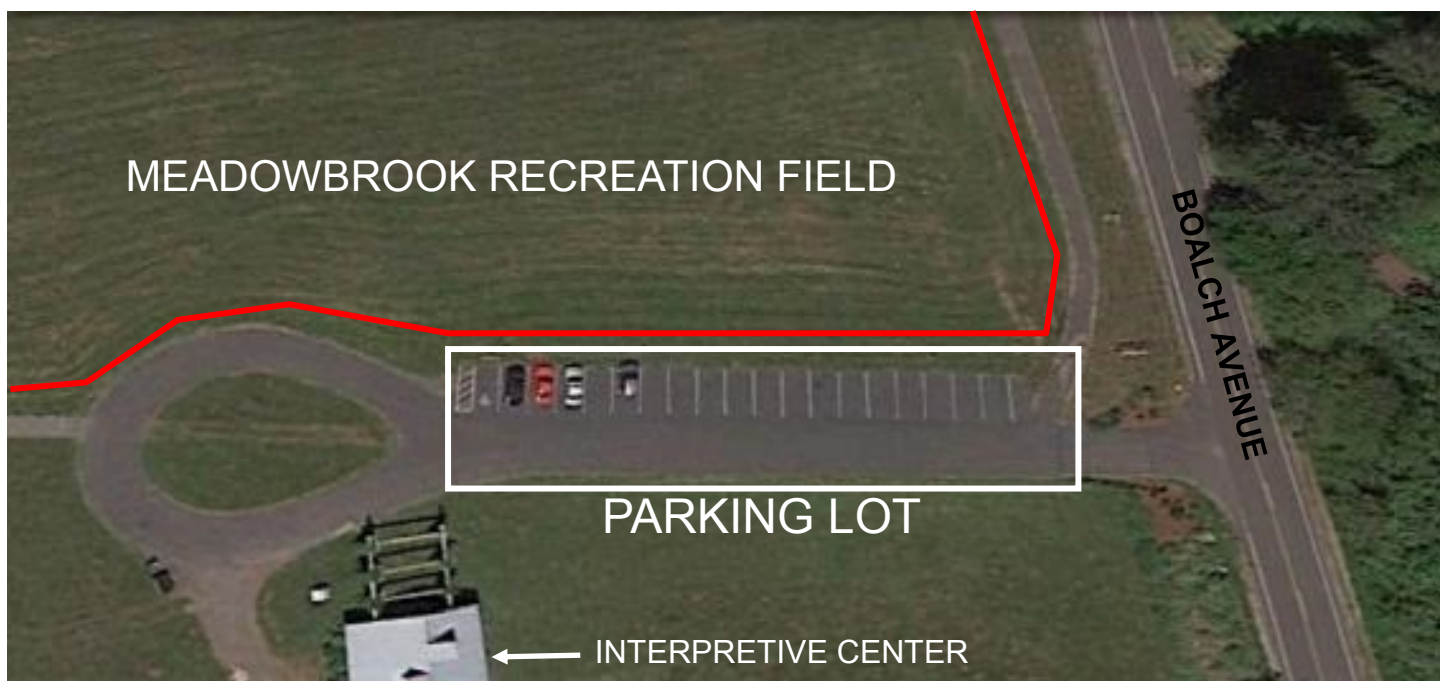 MEADOWBROOK RECREATION FIELD
BOALCH AVENUE
PARKING LOT
INTERPRETIVE CENTER